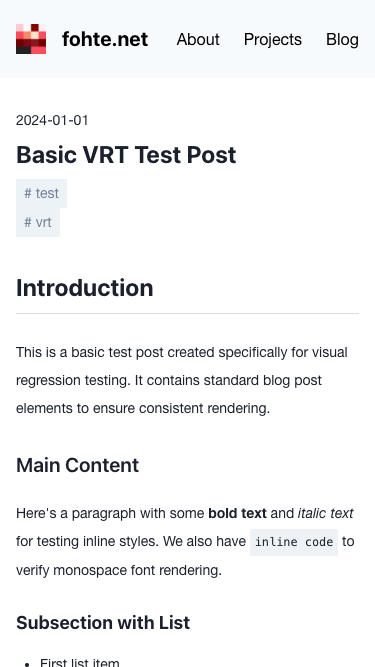 fohte.net About Projects Blog
2024-01-01
Basic VRT Test Post
# test
# vrt
Introduction
This is a basic test post created specifically for visual
regression testing. It contains standard blog post
elements to ensure consistent rendering.
Main Content
Here's a paragraph with some bold text and italic text
for testing inline styles. We also have inline code to
verify monospace font rendering.
Subsection with List
• First list item